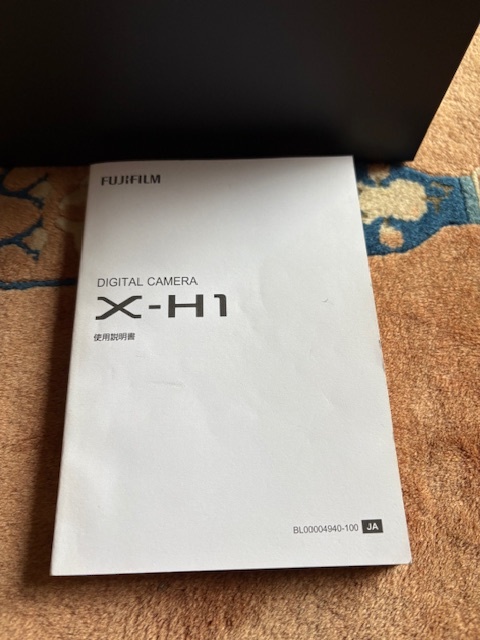 FUJIFILM
DIGITAL CAMERA
X-H1
使用説明書
BL00004940-100 JA